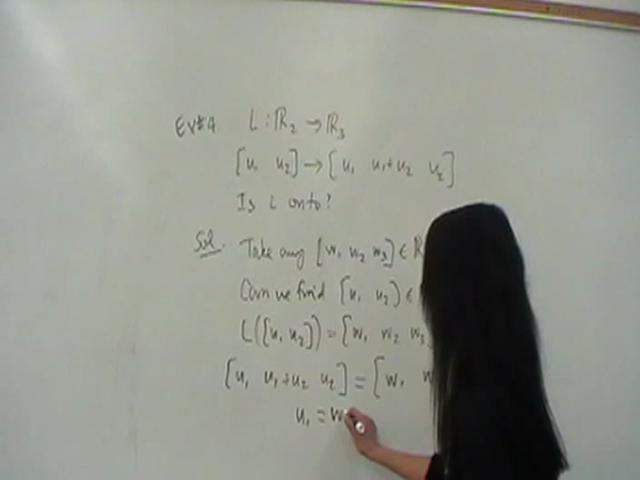 Ex#4 L : ℝ₂ → ℝ₃
[u₁ u₂] → [u₁ u₁+u₂ u₂]
Is L onto?
Sol. Take any [w₁ w₂ w₃] ∈ ℝ
Can we find [u₁ u₂] ∈
L([u₁ u₂]) = [w₁ w₂ w₃
[u₁ u₁+u₂ u₂] = [w₁ w
u₁ = w